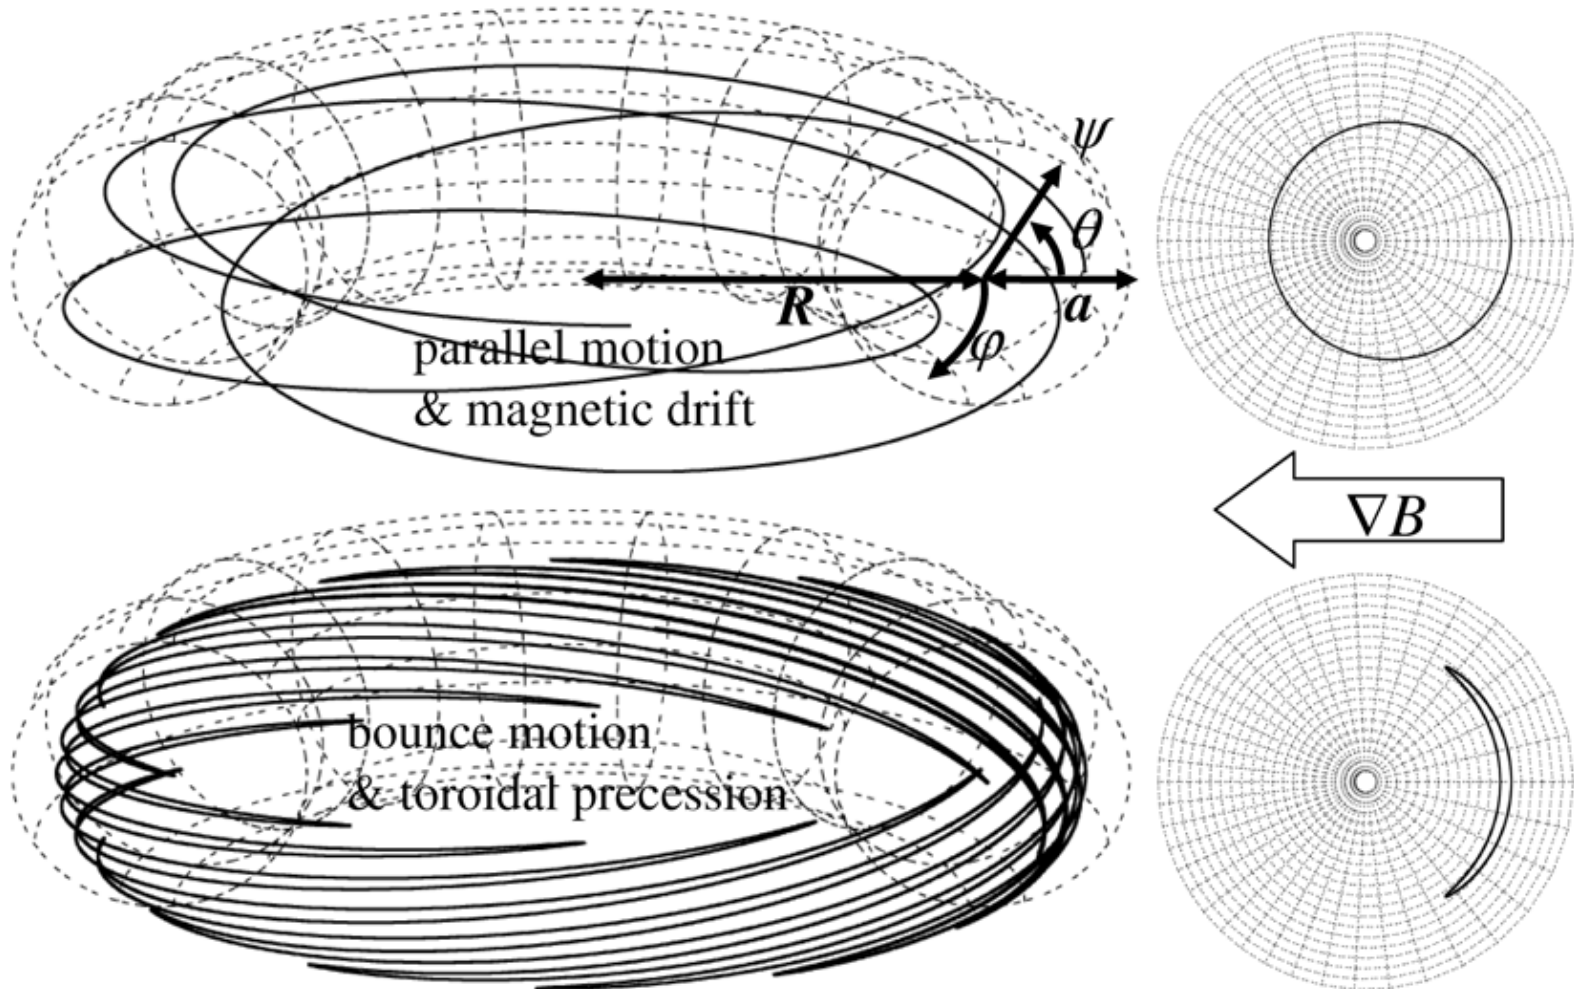 ψ
θ
R
a
φ
parallel motion
& magnetic drift
∇B
bounce motion
& toroidal precession